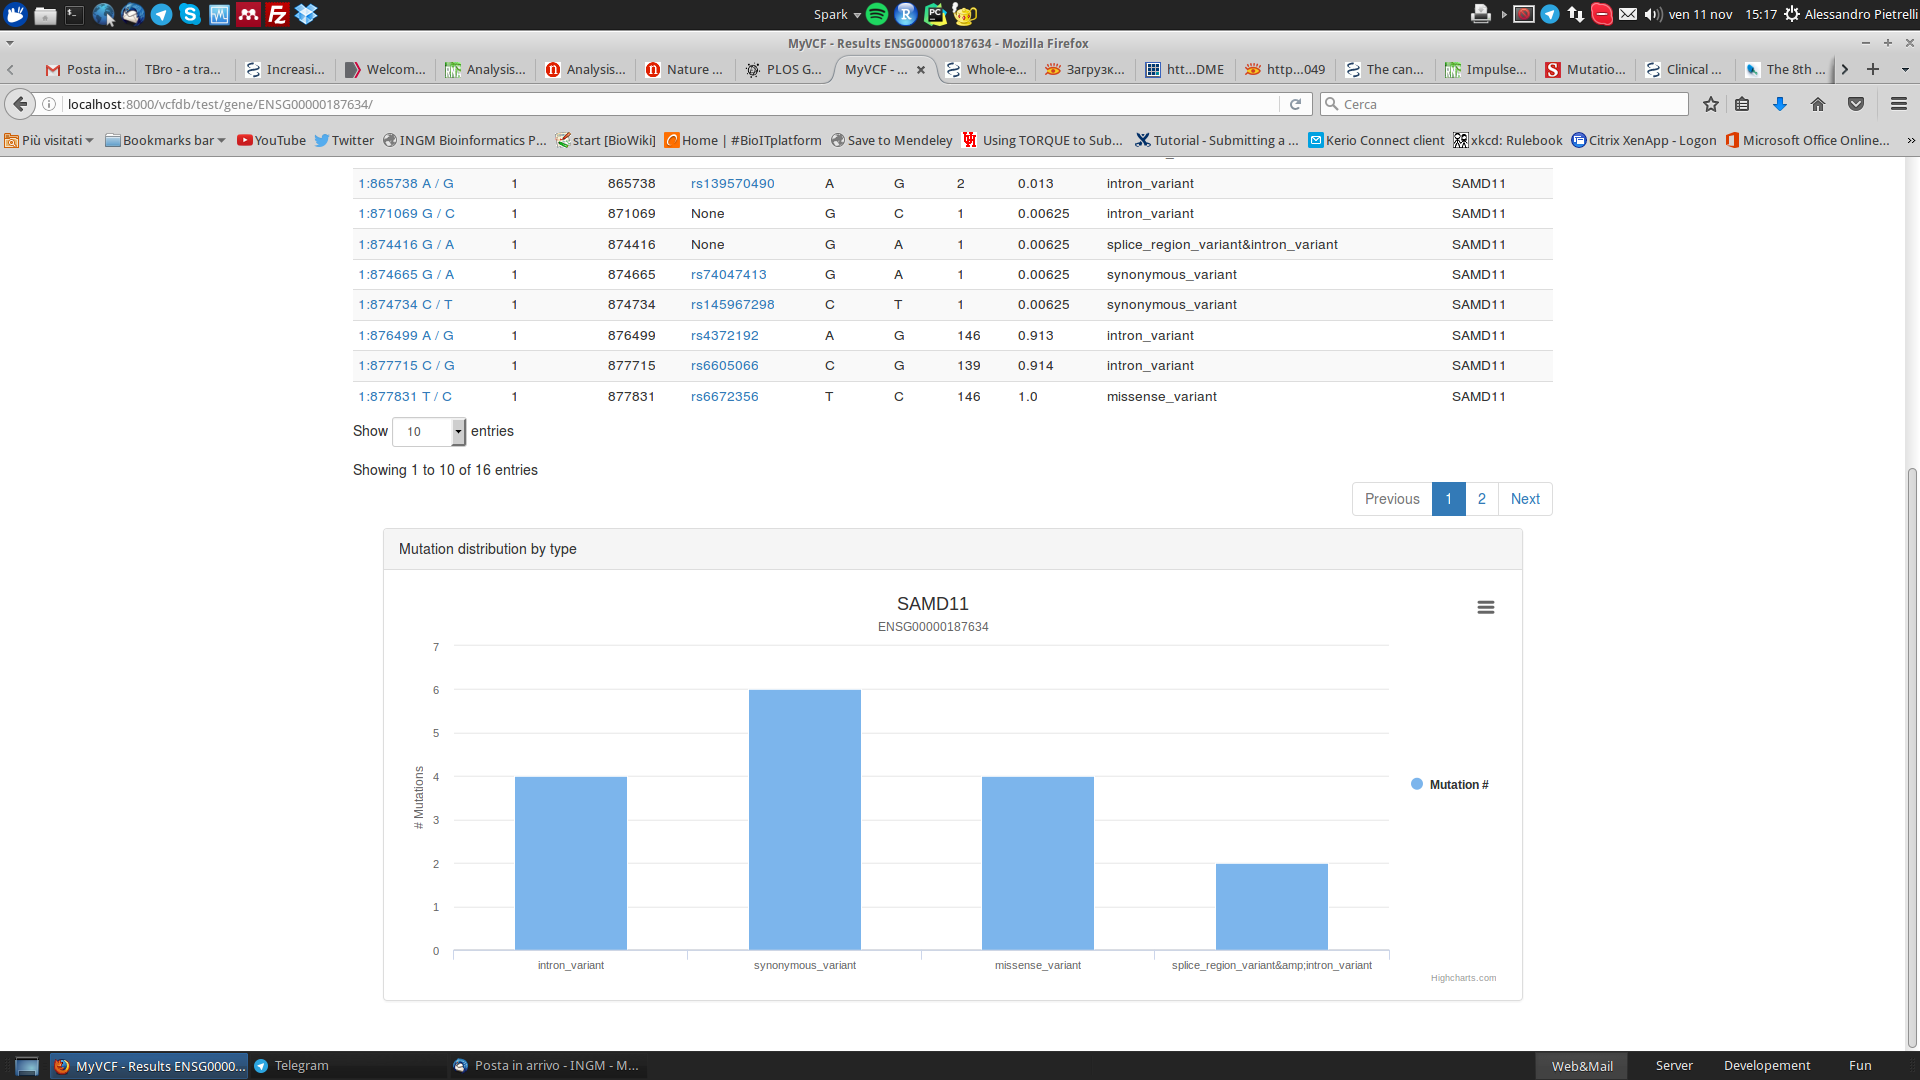 Spark
ven 11 nov 15:17 Alessandro Pietrelli
MyVCF - Results ENSG00000187634 - Mozilla Firefox
Posta in... TBro - a tra... Increasi... Welcom... Analysis... Analysis... Nature ... PLOS G... MyVCF - ... Whole-e... Загрузк... htt...DME http...049 The can... Impulse... Mutatio... Clinical ... The 8th ...
localhost:8000/vcfdb/test/gene/ENSG00000187634/ Cerca
Più visitati Bookmarks bar YouTube Twitter INGM Bioinformatics P... start [BioWiki] Home | #BioITplatform Save to Mendeley Using TORQUE to Sub... Tutorial - Submitting a ... Kerio Connect client xkcd: Rulebook Citrix XenApp - Logon Microsoft Office Online... »
1:865738 A / G 1 865738 rs139570490 A G 2 0.013 intron_variant SAMD11
1:871069 G / C 1 871069 None G C 1 0.00625 intron_variant SAMD11
1:874416 G / A 1 874416 None G A 1 0.00625 splice_region_variant&intron_variant SAMD11
1:874665 G / A 1 874665 rs74047413 G A 1 0.00625 synonymous_variant SAMD11
1:874734 C / T 1 874734 rs145967298 C T 1 0.00625 synonymous_variant SAMD11
1:876499 A / G 1 876499 rs4372192 A G 146 0.913 intron_variant SAMD11
1:877715 C / G 1 877715 rs6605066 C G 139 0.914 intron_variant SAMD11
1:877831 T / C 1 877831 rs6672356 T C 146 1.0 missense_variant SAMD11
Show 10 entries
Showing 1 to 10 of 16 entries
Previous 1 2 Next
Mutation distribution by type
SAMD11
ENSG00000187634
7
6
5
4
3
2
1
0
# Mutations
Mutation #
intron_variant synonymous_variant missense_variant splice_region_variant&amp;intron_variant
Highcharts.com
MyVCF - Results ENSG0000... Telegram Posta in arrivo - INGM - M... Web&Mail Server Developement Fun